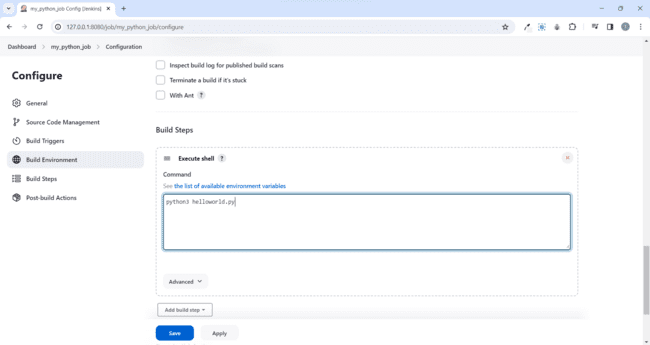 my_python_job Config [Jenkins]
127.0.0.1:8080/job/my_python_job/configure
Dashboard > my_python_job > Configuration
Configure
General
Source Code Management
Build Triggers
Build Environment
Build Steps
Post-build Actions
Inspect build log for published build scans
Terminate a build if it's stuck
With Ant ?
Build Steps
Execute shell ?
Command
See the list of available environment variables
python3 helloworld.py
Advanced
Add build step
Save
Apply